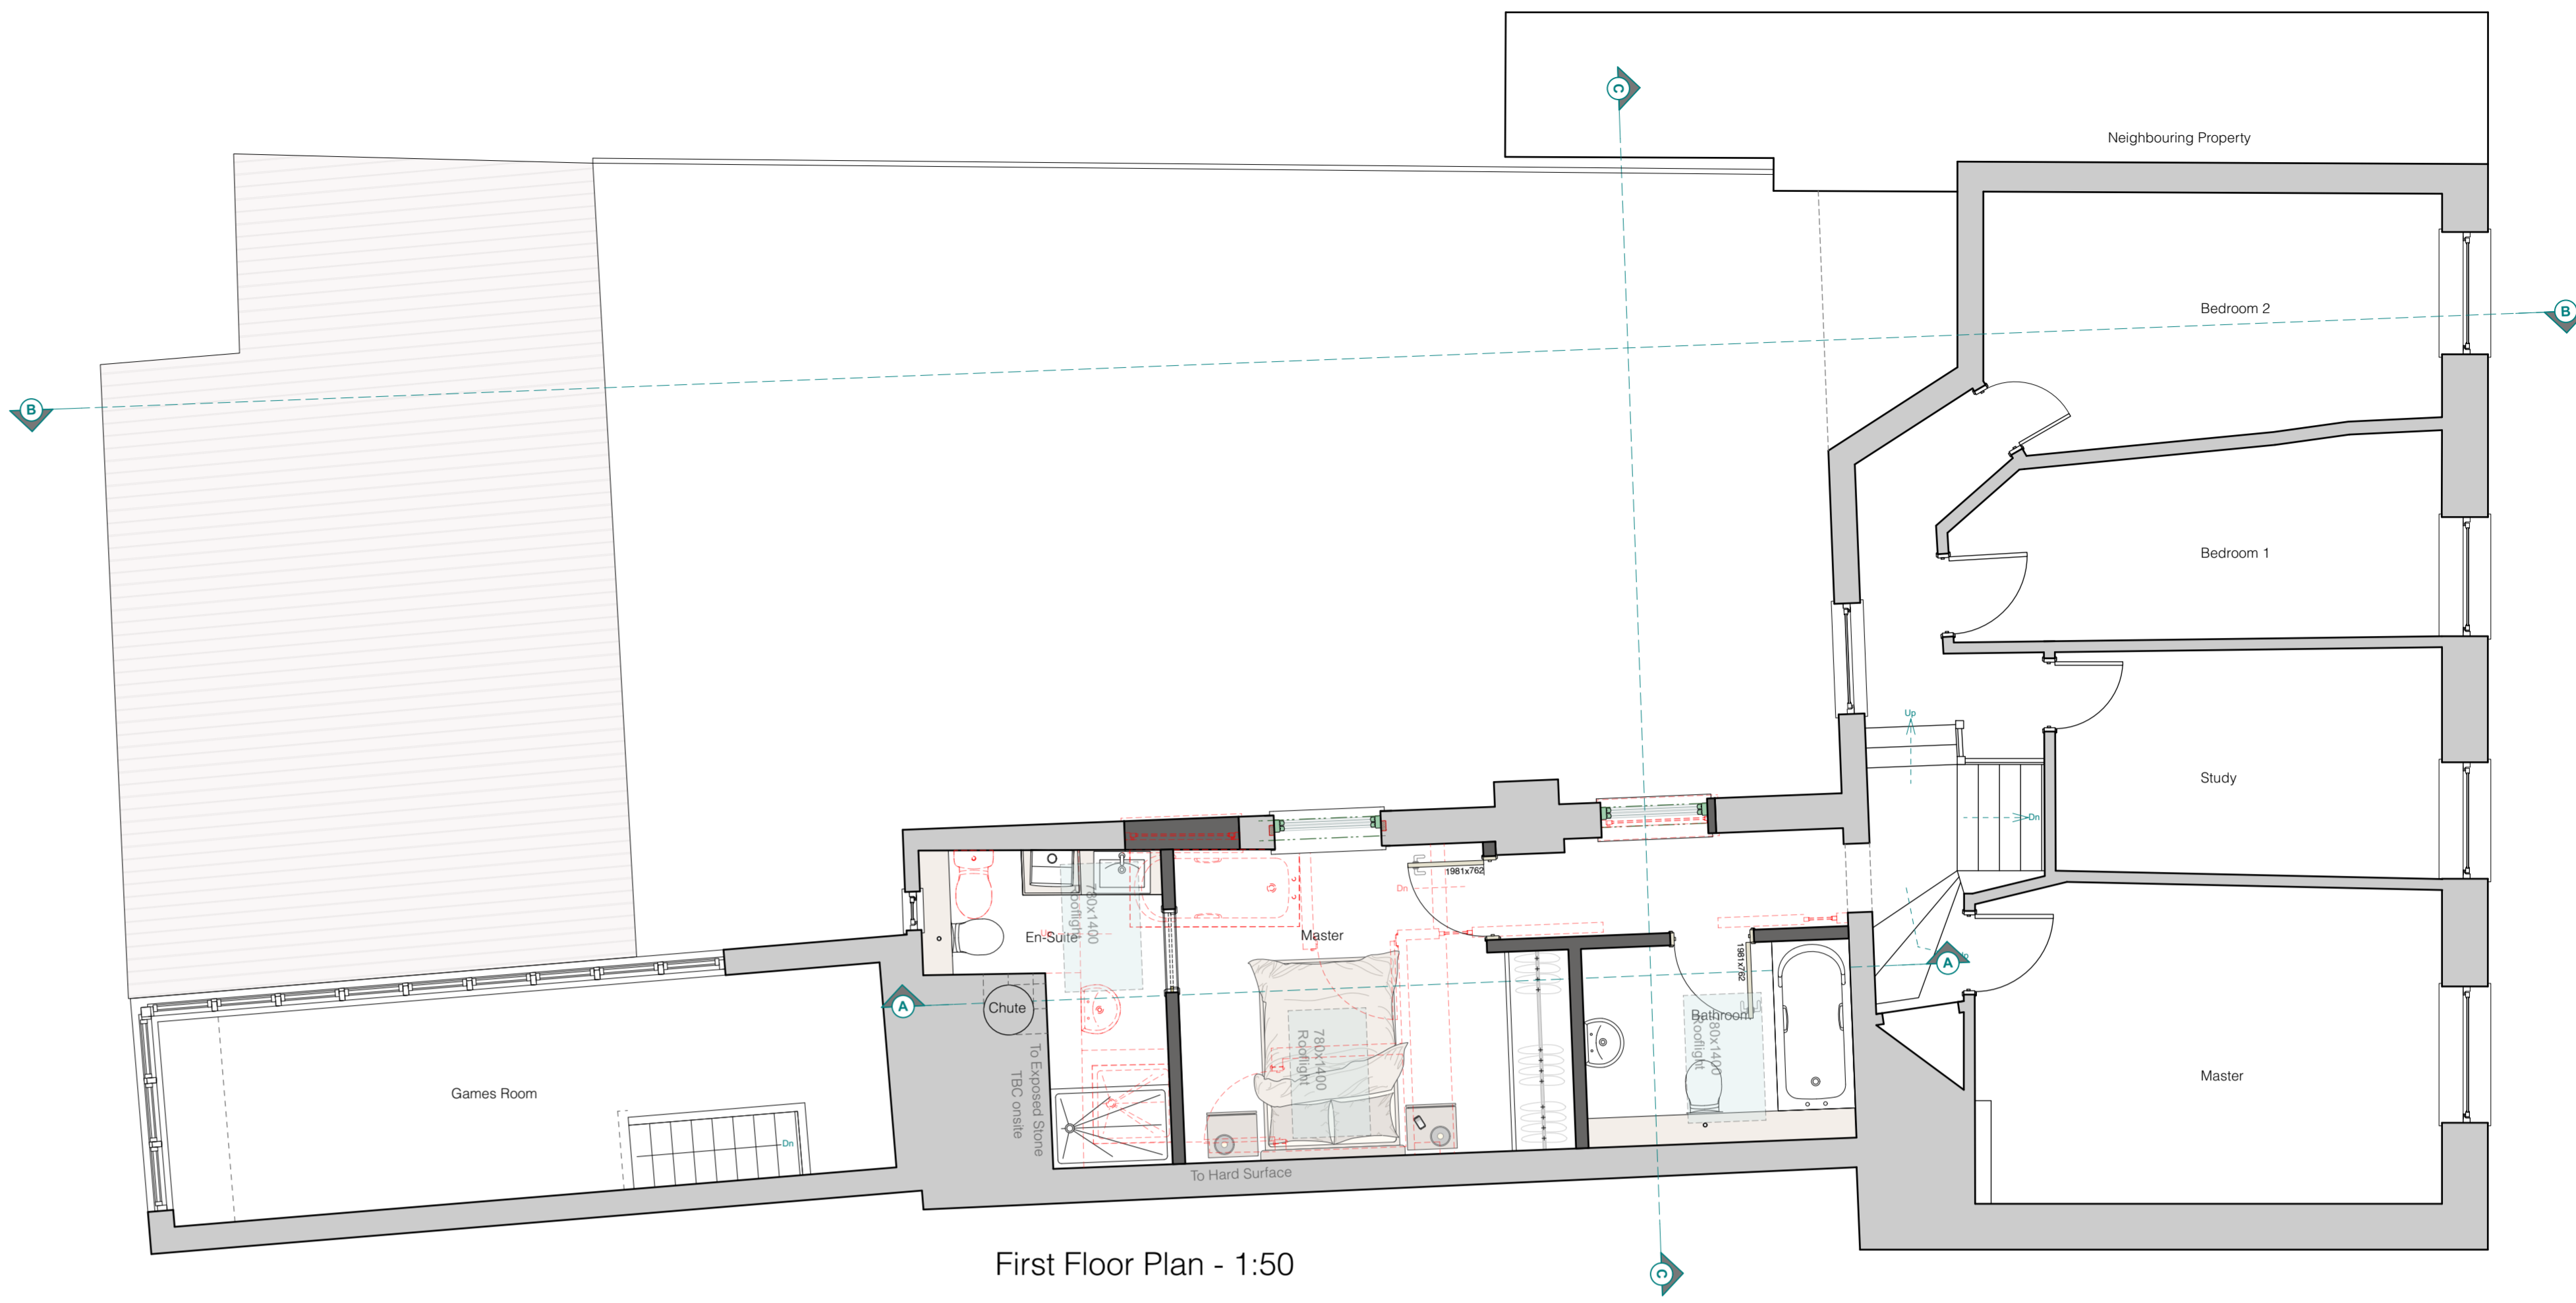 C
Neighbouring Property
Bedroom 2
B
B
Bedroom 1
Up
Study
Dn
1981x762
Dn
780x1400
Rooflight
Up
En-Suite
Master
1981x762
A
A
Chute
Bathroom
780x1400
Rooflight
780x1400
Rooflight
To Exposed Stone
TBC onsite
Games Room
Master
Dn
To Hard Surface
First Floor Plan - 1:50
C